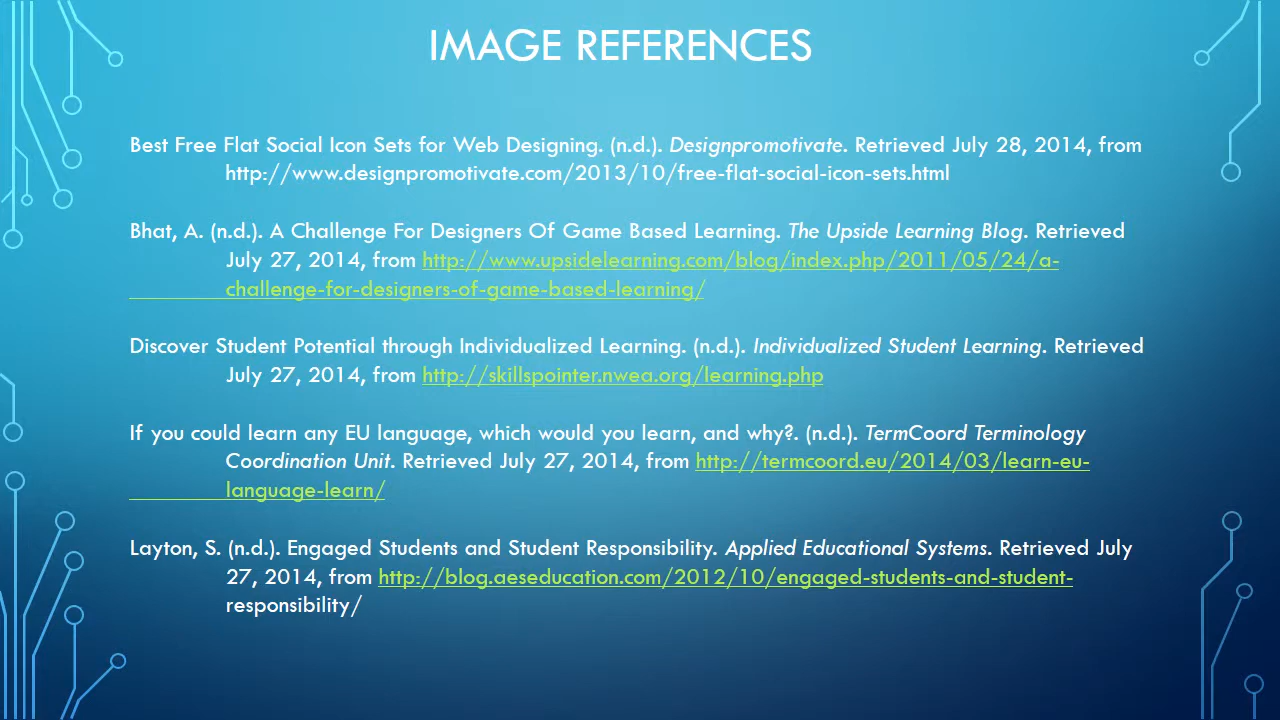 IMAGE REFERENCES
Best Free Flat Social Icon Sets for Web Designing. (n.d.). Designpromotivate. Retrieved July 28, 2014, from
http://www.designpromotivate.com/2013/10/free-flat-social-icon-sets.html
Bhat, A. (n.d.). A Challenge For Designers Of Game Based Learning. The Upside Learning Blog. Retrieved
July 27, 2014, from http://www.upsidelearning.com/blog/index.php/2011/05/24/a-
challenge-for-designers-of-game-based-learning/
Discover Student Potential through Individualized Learning. (n.d.). Individualized Student Learning. Retrieved
July 27, 2014, from http://skillspointer.nwea.org/learning.php
If you could learn any EU language, which would you learn, and why?. (n.d.). TermCoord Terminology
Coordination Unit. Retrieved July 27, 2014, from http://termcoord.eu/2014/03/learn-eu-
language-learn/
Layton, S. (n.d.). Engaged Students and Student Responsibility. Applied Educational Systems. Retrieved July
27, 2014, from http://blog.aeseducation.com/2012/10/engaged-students-and-student-
responsibility/